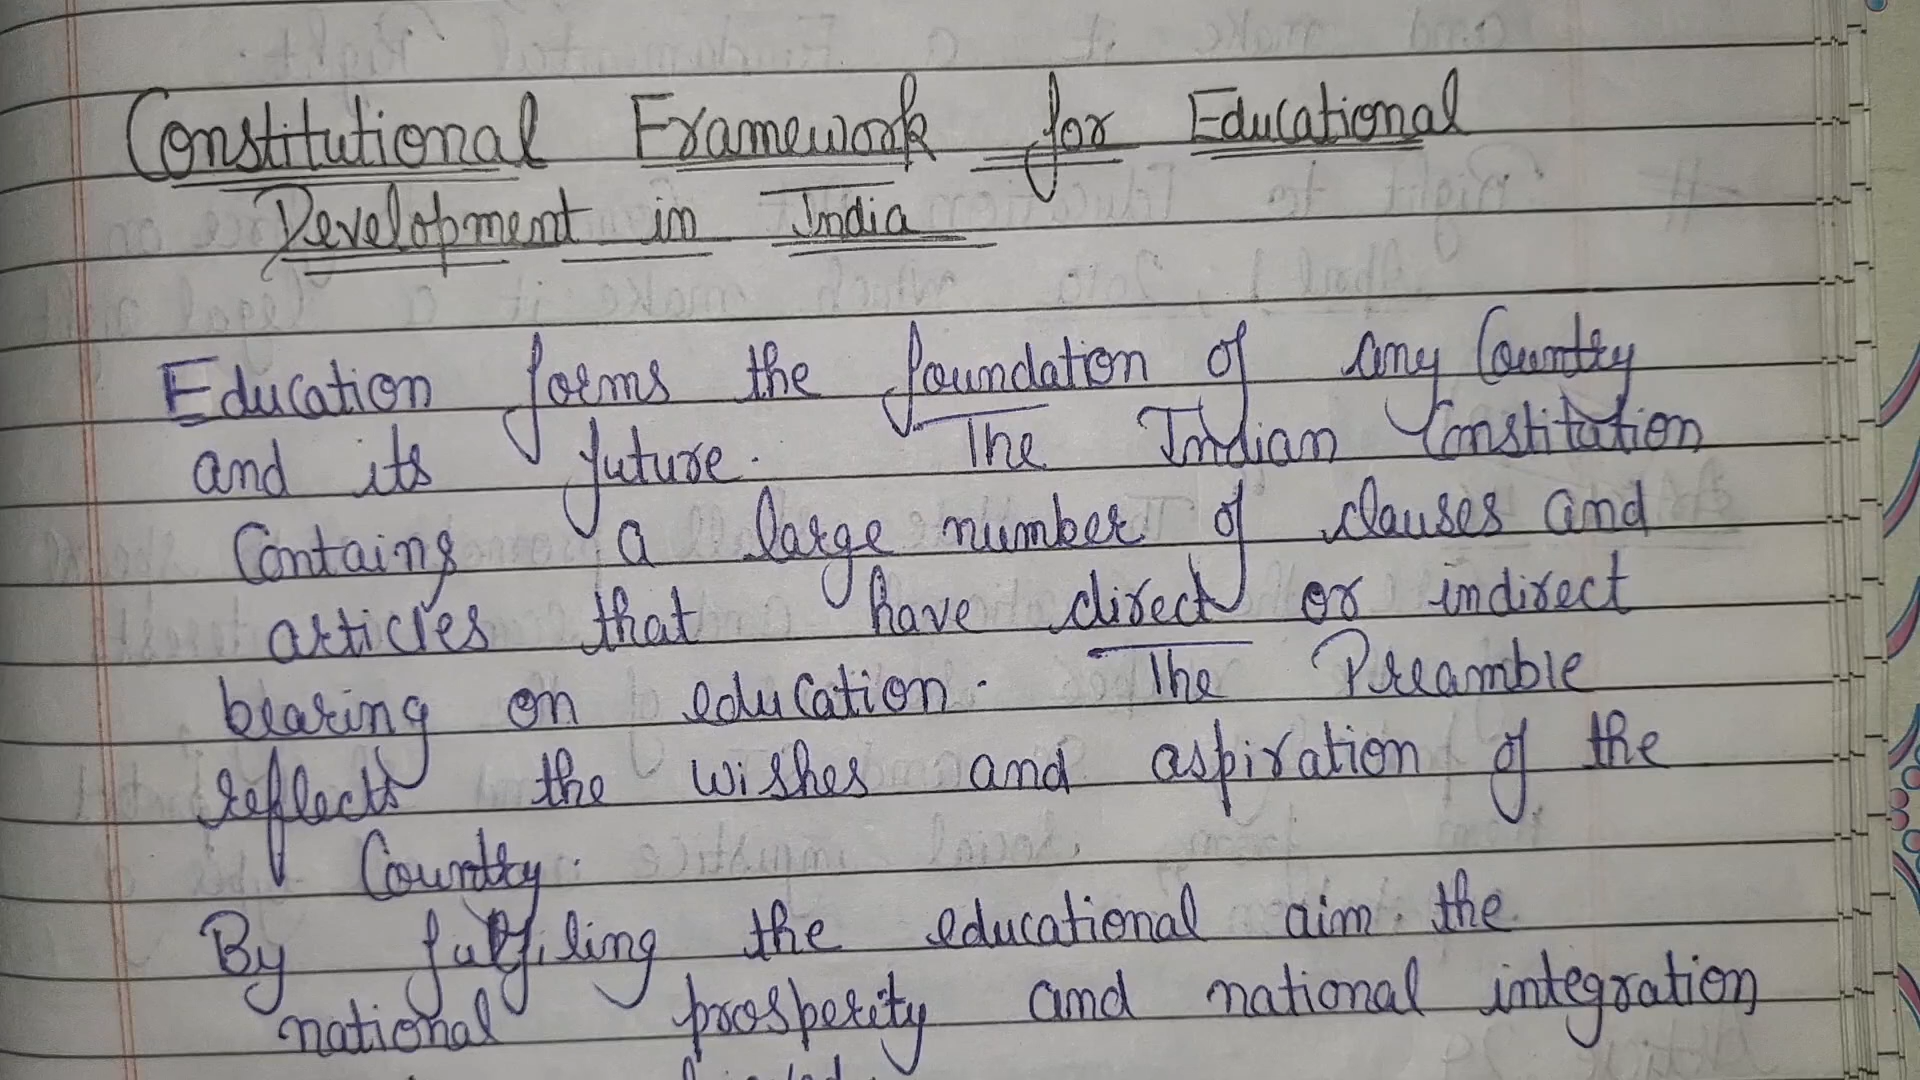 Constitutional Framework for Educational
Development in India
Education forms the foundation of any Country
and its future. The Indian Constitution
Contains a large number of clauses and
articles that have direct or indirect
bearing on education. The Preamble
reflects the wishes and aspiration of the
Country.
By fulfiling the educational aim the
national prosperity and national integration